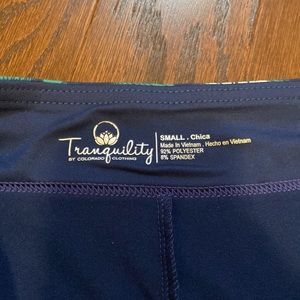 Tranquility
BY COLORADO CLOTHING
SMALL . Chica
Made In Vietnam . Hecho en Vietnam
92% POLYESTER
8% SPANDEX